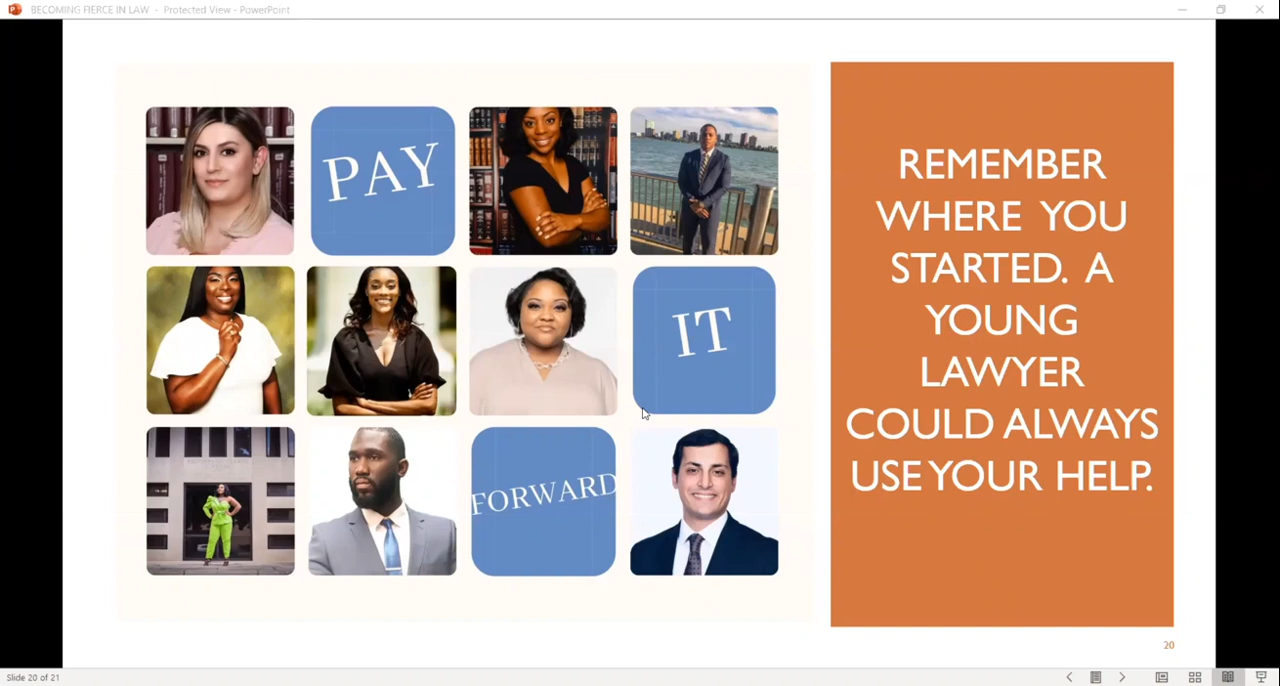 BECOMING FIERCE IN LAW - Protected View - PowerPoint
PAY
IT
FORWARD
REMEMBER
WHERE YOU
STARTED. A
YOUNG
LAWYER
COULD ALWAYS
USE YOUR HELP.
20
Slide 20 of 21